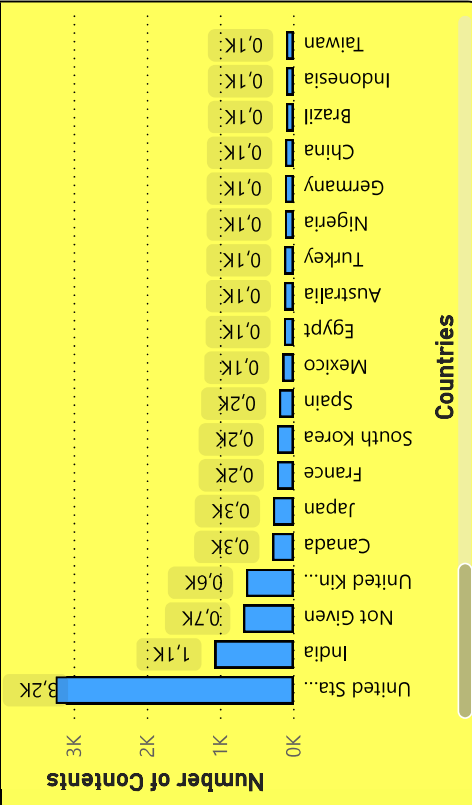 Number of Contents
0K 1K 2K 3K
Countries
United Sta... 3,2K
India 1,1K
Not Given 0,7K
United Kin... 0,6K
Canada 0,3K
Japan 0,3K
France 0,2K
South Korea 0,2K
Spain 0,2K
Mexico 0,1K
Egypt 0,1K
Australia 0,1K
Turkey 0,1K
Nigeria 0,1K
Germany 0,1K
China 0,1K
Brazil 0,1K
Indonesia 0,1K
Taiwan 0,1K